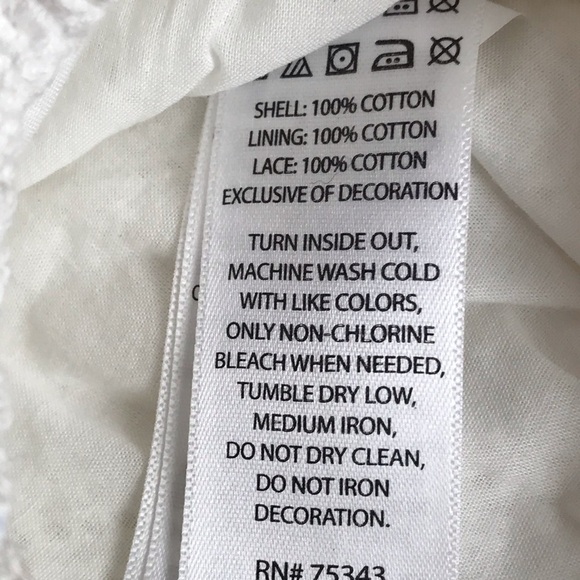 SHELL: 100% COTTON
LINING: 100% COTTON
LACE: 100% COTTON
EXCLUSIVE OF DECORATION
TURN INSIDE OUT,
MACHINE WASH COLD
WITH LIKE COLORS,
ONLY NON-CHLORINE
BLEACH WHEN NEEDED,
TUMBLE DRY LOW,
MEDIUM IRON,
DO NOT DRY CLEAN,
DO NOT IRON
DECORATION.
RN# 75343